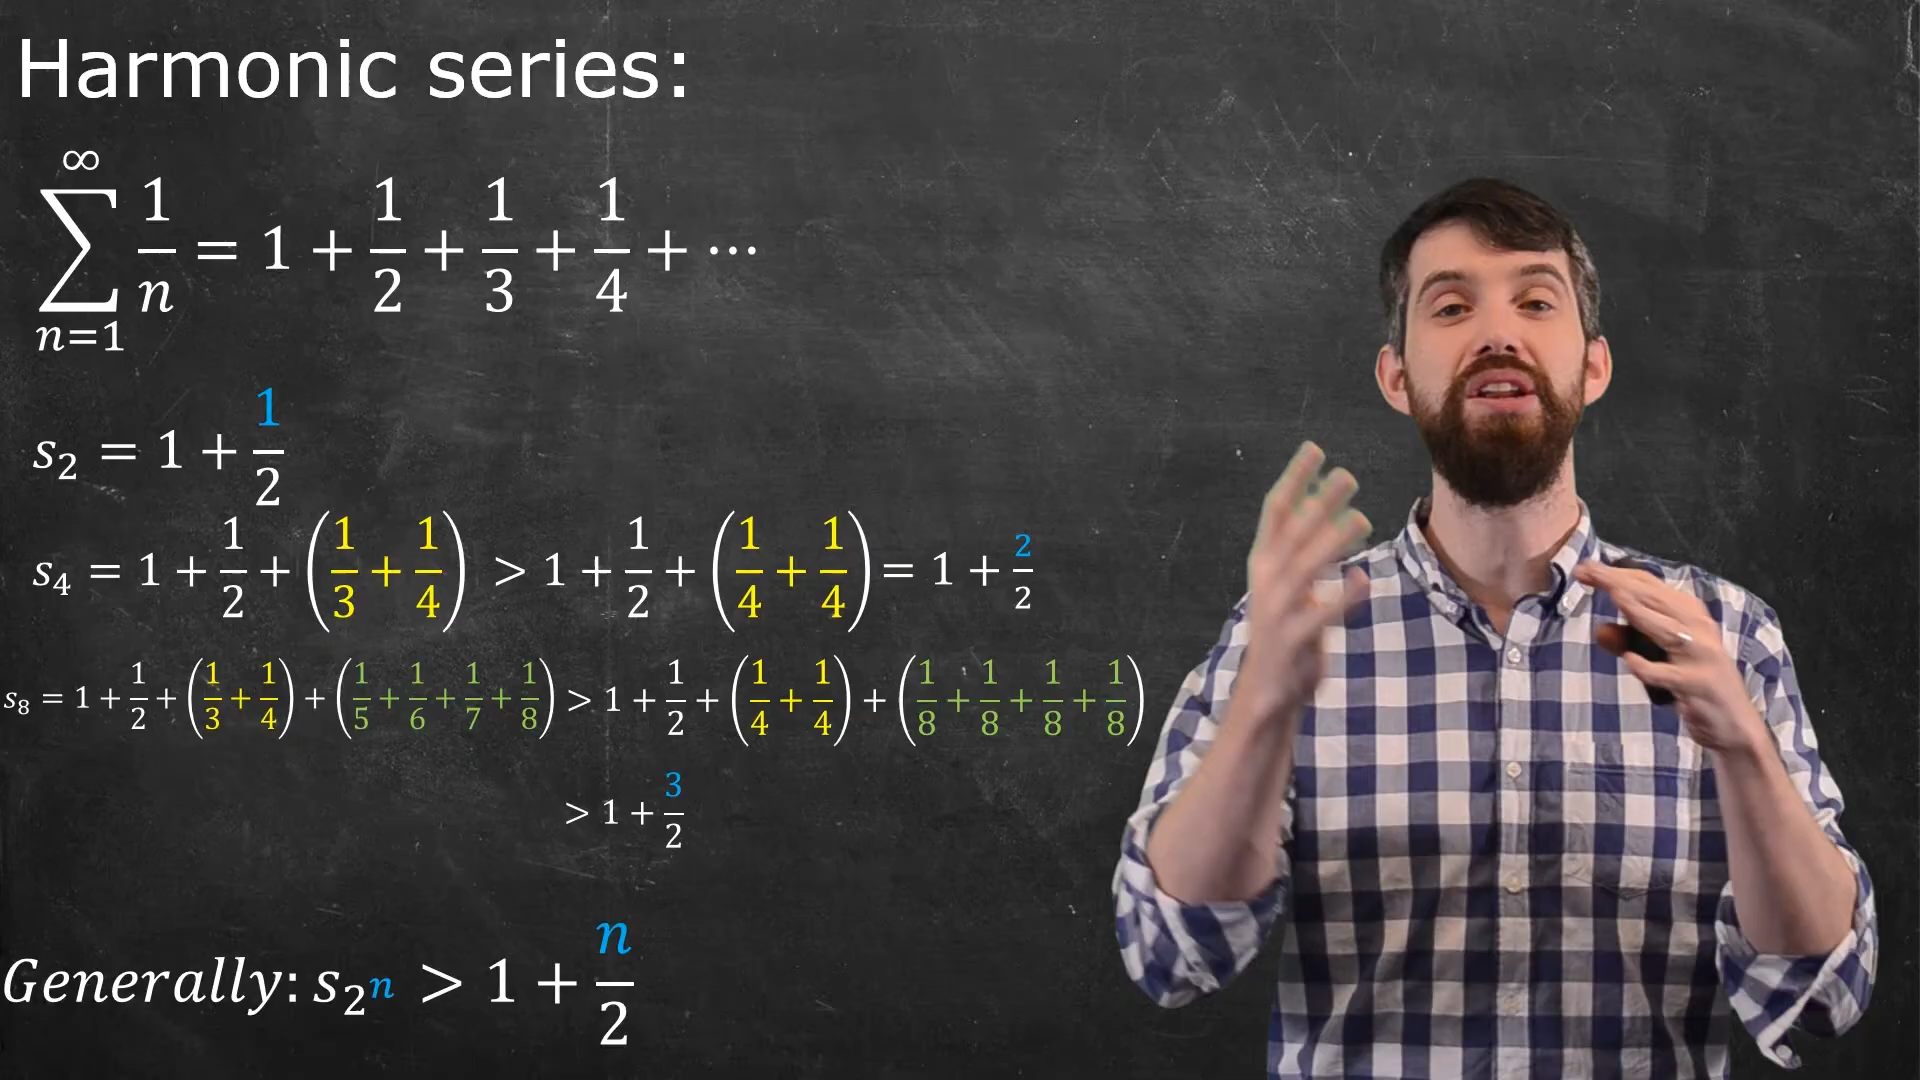 Harmonic series:
∑_{n=1}^{∞} 1/n = 1 + 1/2 + 1/3 + 1/4 + ⋯
s₂ = 1 + 1/2
s₄ = 1 + 1/2 + (1/3 + 1/4) > 1 + 1/2 + (1/4 + 1/4) = 1 + 2/2
s₈ = 1 + 1/2 + (1/3 + 1/4) + (1/5 + 1/6 + 1/7 + 1/8) > 1 + 1/2 + (1/4 + 1/4) + (1/8 + 1/8 + 1/8 + 1/8)
> 1 + 3/2
Generally: s_{2^n} > 1 + n/2